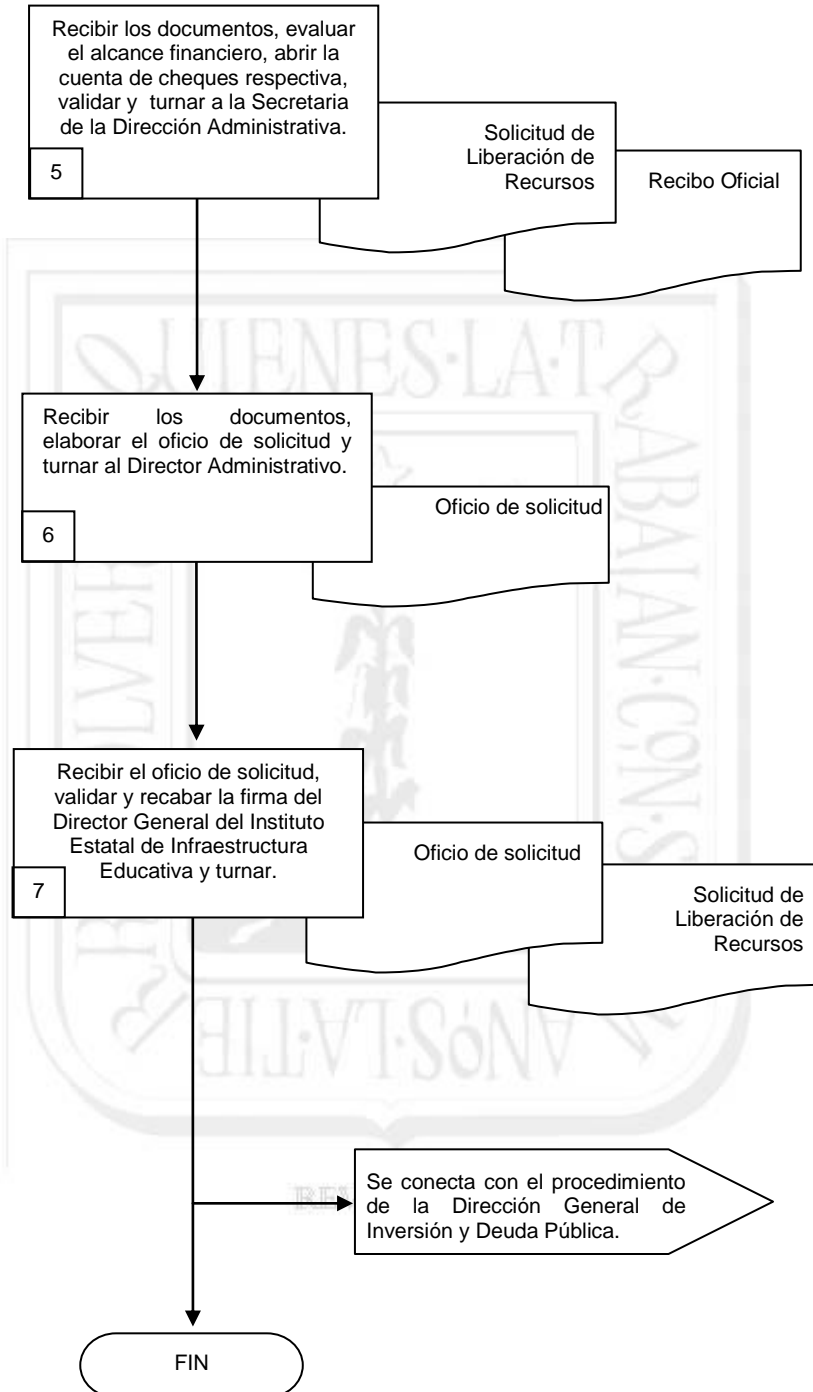 Recibir los documentos, evaluar
el alcance financiero, abrir la
cuenta de cheques respectiva,
validar y turnar a la Secretaria
de la Dirección Administrativa.
5
Solicitud de
Liberación de
Recursos
Recibo Oficial
QUIENES·LA·T
RABAJAN·CON·S
Recibir los documentos,
elaborar el oficio de solicitud y
turnar al Director Administrativo.
6
Oficio de solicitud
Recibir el oficio de solicitud,
validar y recabar la firma del
Director General del Instituto
Estatal de Infraestructura
Educativa y turnar.
7
Oficio de solicitud
Solicitud de
Liberación de
Recursos
Se conecta con el procedimiento
de la Dirección General de
Inversión y Deuda Pública.
FIN